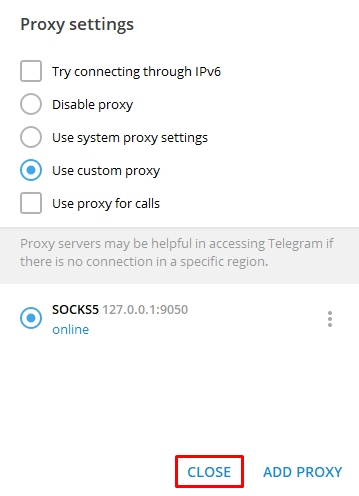 Proxy settings
Try connecting through IPv6
Disable proxy
Use system proxy settings
Use custom proxy
Use proxy for calls
Proxy servers may be helpful in accessing Telegram if
there is no connection in a specific region.
SOCKS5 127.0.0.1:9050
online
CLOSE ADD PROXY